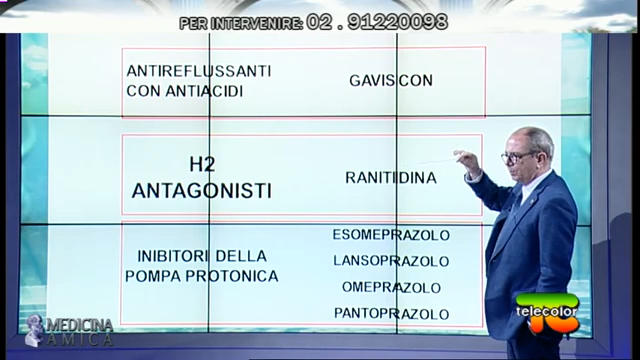 PER INTERVENIRE: 02 . 91220098
ANTIREFLUSSANTI
CON ANTIACIDI
GAVISCON
H2
ANTAGONISTI
RANITIDINA
INIBITORI DELLA
POMPA PROTONICA
ESOMEPRAZOLO
LANSOPRAZOLO
OMEPRAZOLO
PANTOPRAZOLO
MEDICINA
AMICA
TC
telecolor